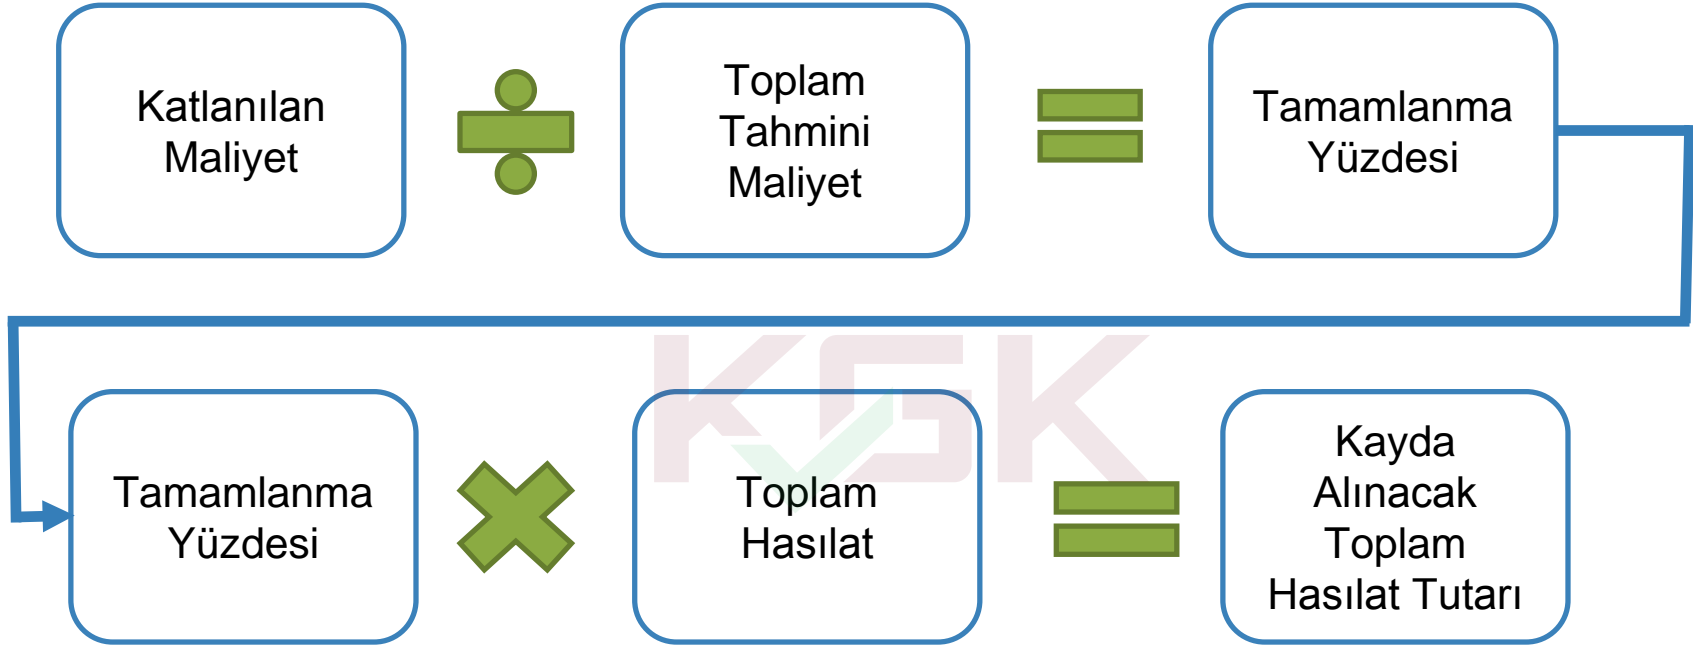 Katlanılan
Maliyet
Toplam
Tahmini
Maliyet
Tamamlanma
Yüzdesi
Tamamlanma
Yüzdesi
Toplam
Hasılat
Kayda
Alınacak
Toplam
Hasılat Tutarı
KGK